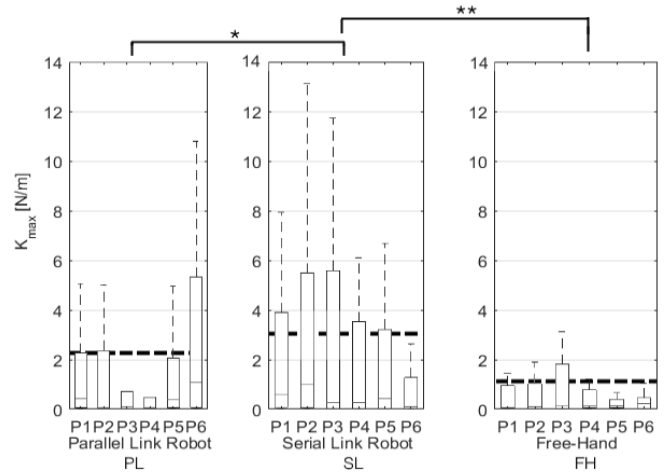 * **
14 14 14
12 12 12
10 10 10
8 8 8
6 6 6
4 4 4
2 2 2
0 0 0
K_max [N/m]
P1 P2 P3 P4 P5 P6 P1 P2 P3 P4 P5 P6 P1 P2 P3 P4 P5 P6
Parallel Link Robot Serial Link Robot Free-Hand
PL SL FH